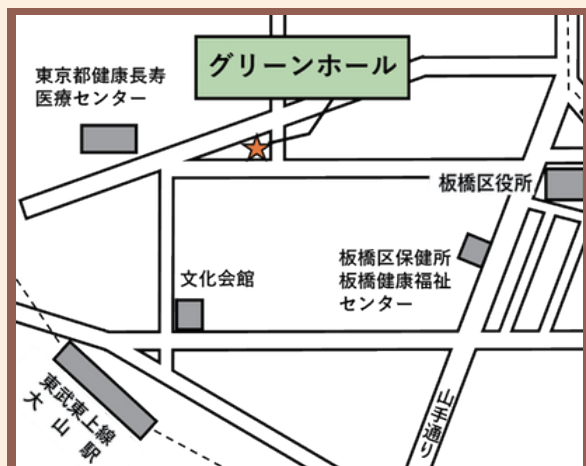 グリーンホール
東京都健康長寿
医療センター
板橋区役所
板橋区保健所
板橋健康福祉
センター
文化会館
東武東上線
大山駅
山手通り